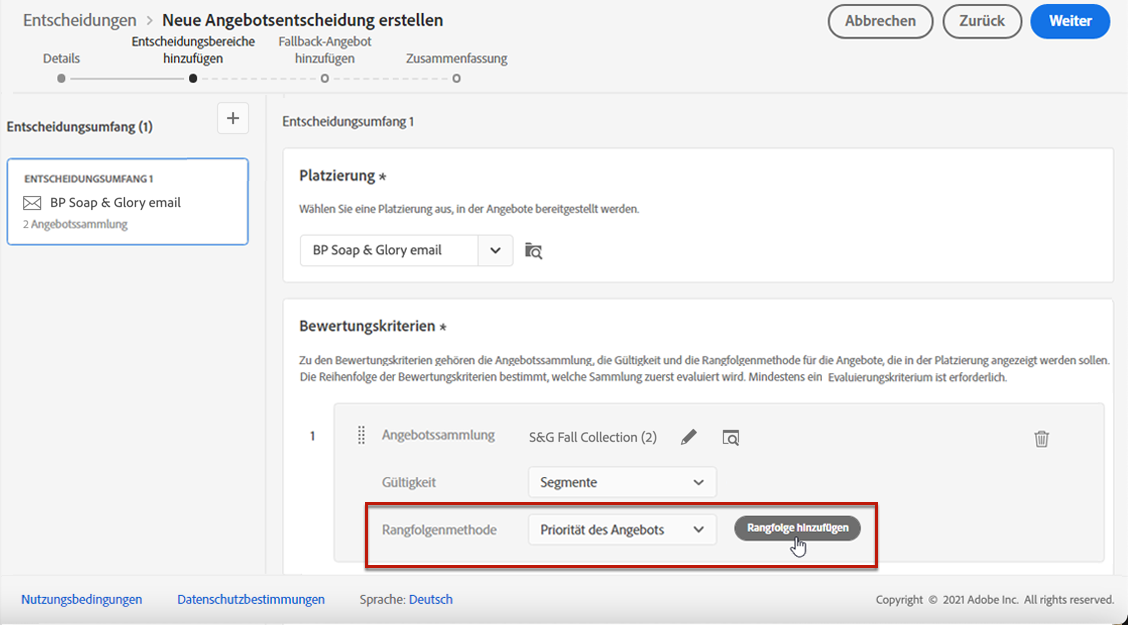 Entscheidungen > Neue Angebotsentscheidung erstellen
Abbrechen
Zurück
Weiter
Details
Entscheidungsbereiche
hinzufügen
Fallback-Angebot
hinzufügen
Zusammenfassung
Entscheidungsumfang (1)
+
ENTSCHEIDUNGSUMFANG 1
BP Soap & Glory email
2 Angebotssammlung
Entscheidungsumfang 1
Platzierung *
Wählen Sie eine Platzierung aus, in der Angebote bereitgestellt werden.
BP Soap & Glory email
Bewertungskriterien *
Zu den Bewertungskriterien gehören die Angebotssammlung, die Gültigkeit und die Rangfolgenmethode für die Angebote, die in der Platzierung angezeigt werden sollen.
Die Reihenfolge der Bewertungskriterien bestimmt, welche Sammlung zuerst evaluiert wird. Mindestens ein Evaluierungskriterium ist erforderlich.
1
Angebotssammlung S&G Fall Collection (2)
Gültigkeit Segmente
Rangfolgenmethode Priorität des Angebots Rangfolge hinzufügen
Nutzungsbedingungen Datenschutzbestimmungen Sprache: Deutsch Copyright © 2021 Adobe Inc. All rights reserved.